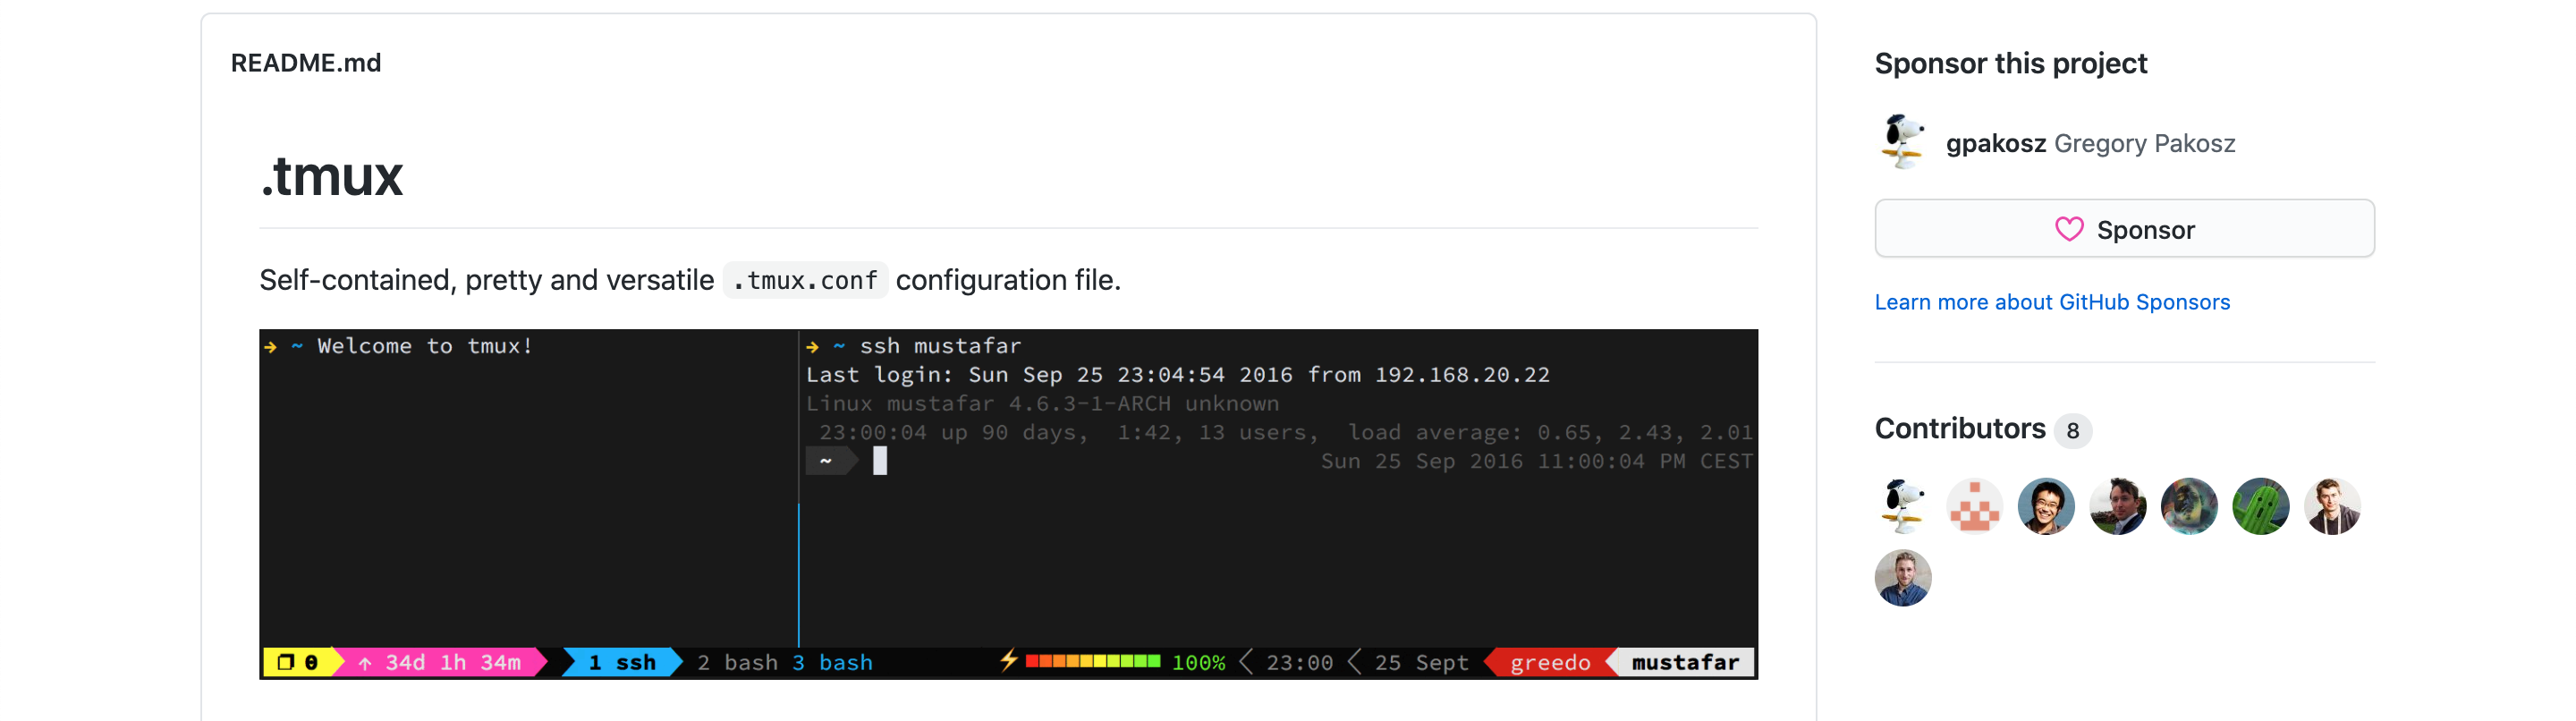 README.md
.tmux
Self-contained, pretty and versatile .tmux.conf configuration file.
→ ~ Welcome to tmux!
→ ~ ssh mustafar
Last login: Sun Sep 25 23:04:54 2016 from 192.168.20.22
Linux mustafar 4.6.3-1-ARCH unknown
23:00:04 up 90 days, 1:42, 13 users, load average: 0.65, 2.43, 2.01
~ Sun 25 Sep 2016 11:00:04 PM CEST
❐ 0 ↑ 34d 1h 34m 1 ssh 2 bash 3 bash ⚡ 100% 23:00 25 Sept greedo mustafar
Sponsor this project
gpakosz Gregory Pakosz
Sponsor
Learn more about GitHub Sponsors
Contributors 8